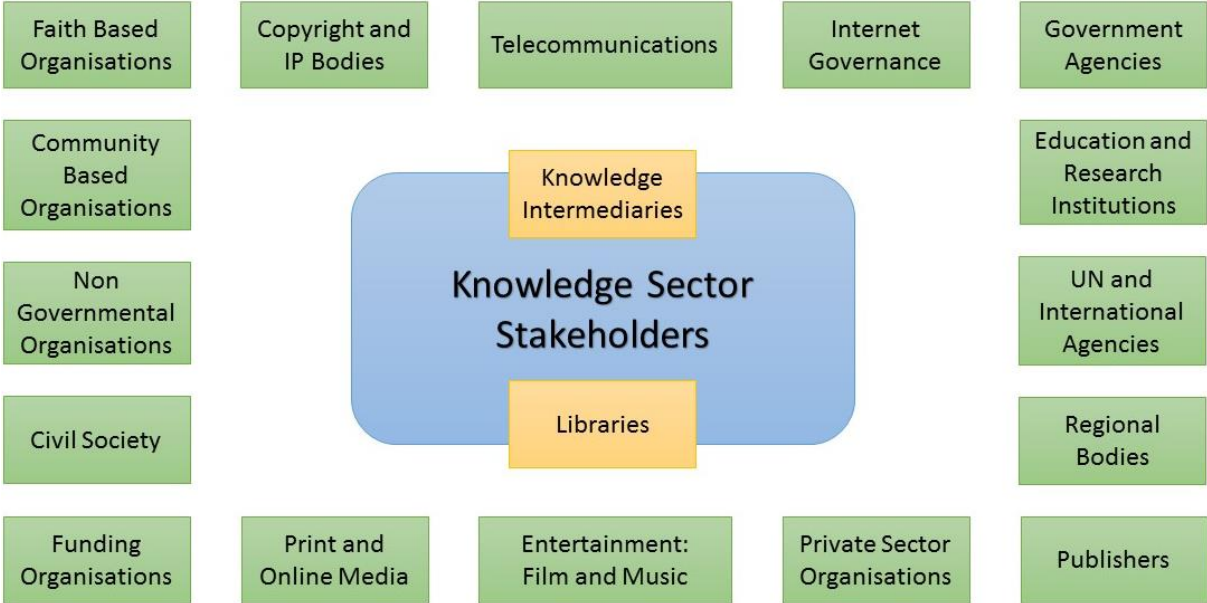 Faith Based
Organisations
Copyright and
IP Bodies
Telecommunications
Internet
Governance
Government
Agencies
Community
Based
Organisations
Knowledge
Intermediaries
Education and
Research
Institutions
Non
Governmental
Organisations
Knowledge Sector
Stakeholders
UN and
International
Agencies
Civil Society
Libraries
Regional
Bodies
Funding
Organisations
Print and
Online Media
Entertainment:
Film and Music
Private Sector
Organisations
Publishers